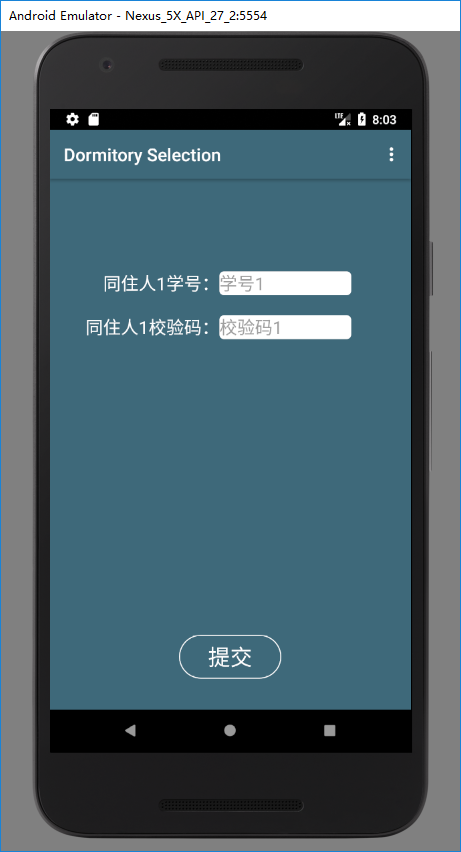 Android Emulator - Nexus_5X_API_27_2:5554
LTE 8:03
Dormitory Selection
同住人1学号： 学号1
同住人1校验码： 校验码1
提交